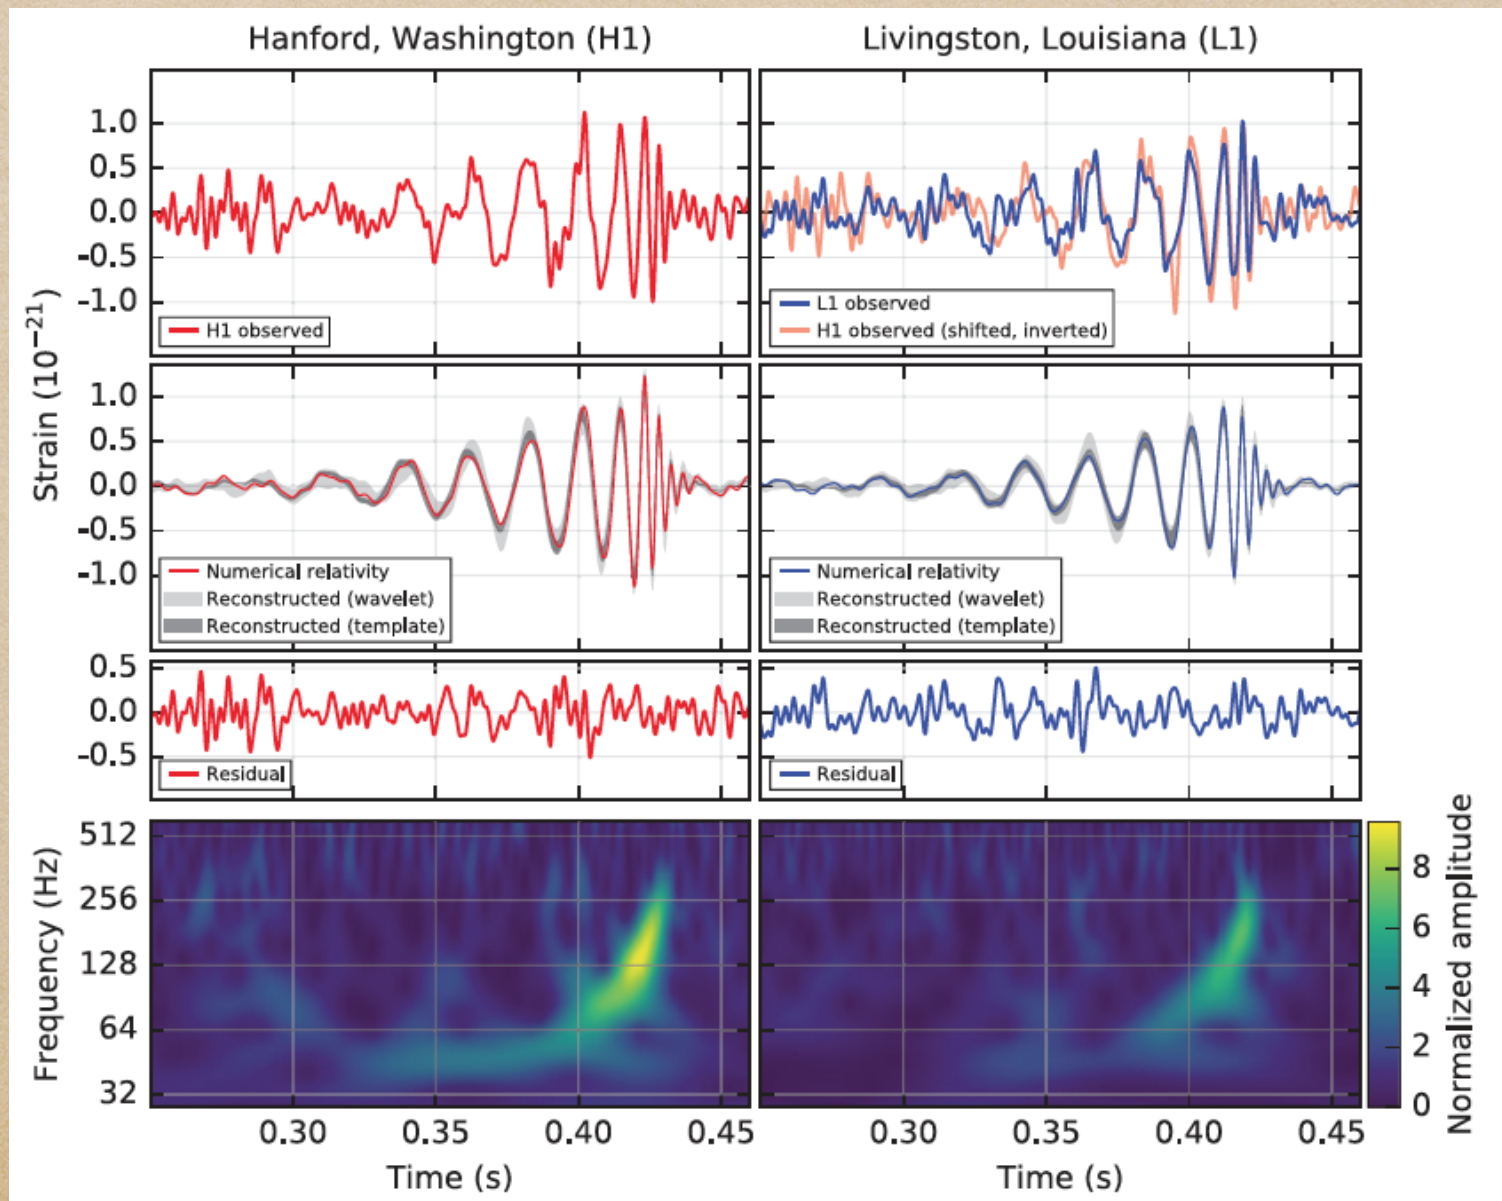 Hanford, Washington (H1)
Livingston, Louisiana (L1)
Strain (10⁻²¹)
1.0
0.5
0.0
-0.5
-1.0
H1 observed
L1 observed
H1 observed (shifted, inverted)
1.0
0.5
0.0
-0.5
-1.0
Numerical relativity
Reconstructed (wavelet)
Reconstructed (template)
Numerical relativity
Reconstructed (wavelet)
Reconstructed (template)
0.5
0.0
-0.5
Residual
Residual
Frequency (Hz)
512
256
128
64
32
Normalized amplitude
8
6
4
2
0
0.30 0.35 0.40 0.45
0.30 0.35 0.40 0.45
Time (s)
Time (s)